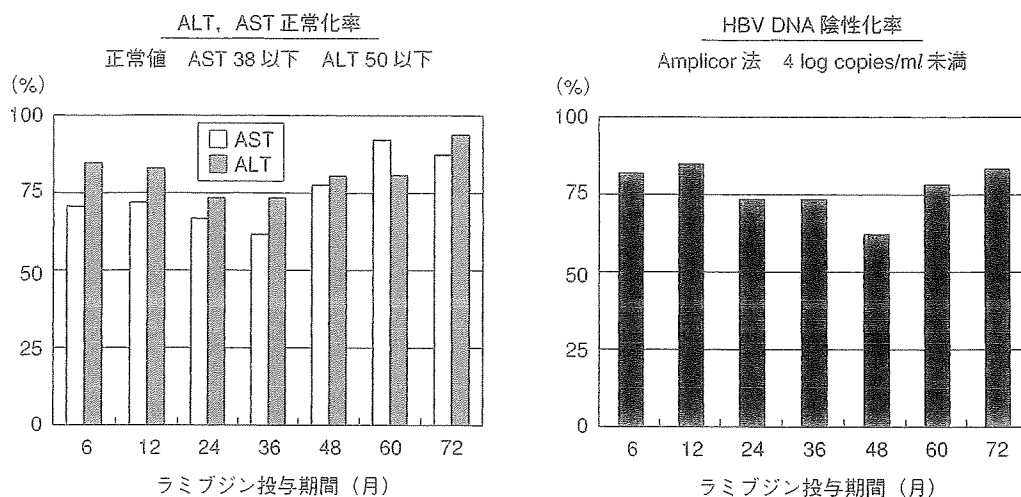 ALT，AST 正常化率
正常値　AST 38 以下　ALT 50 以下
(%)
100
75
50
25
0
AST
ALT
6 12 24 36 48 60 72
ラミブジン投与期間（月）
HBV DNA 陰性化率
Amplicor 法　4 log copies/ml 未満
(%)
100
75
50
25
0
6 12 24 36 48 60 72
ラミブジン投与期間（月）